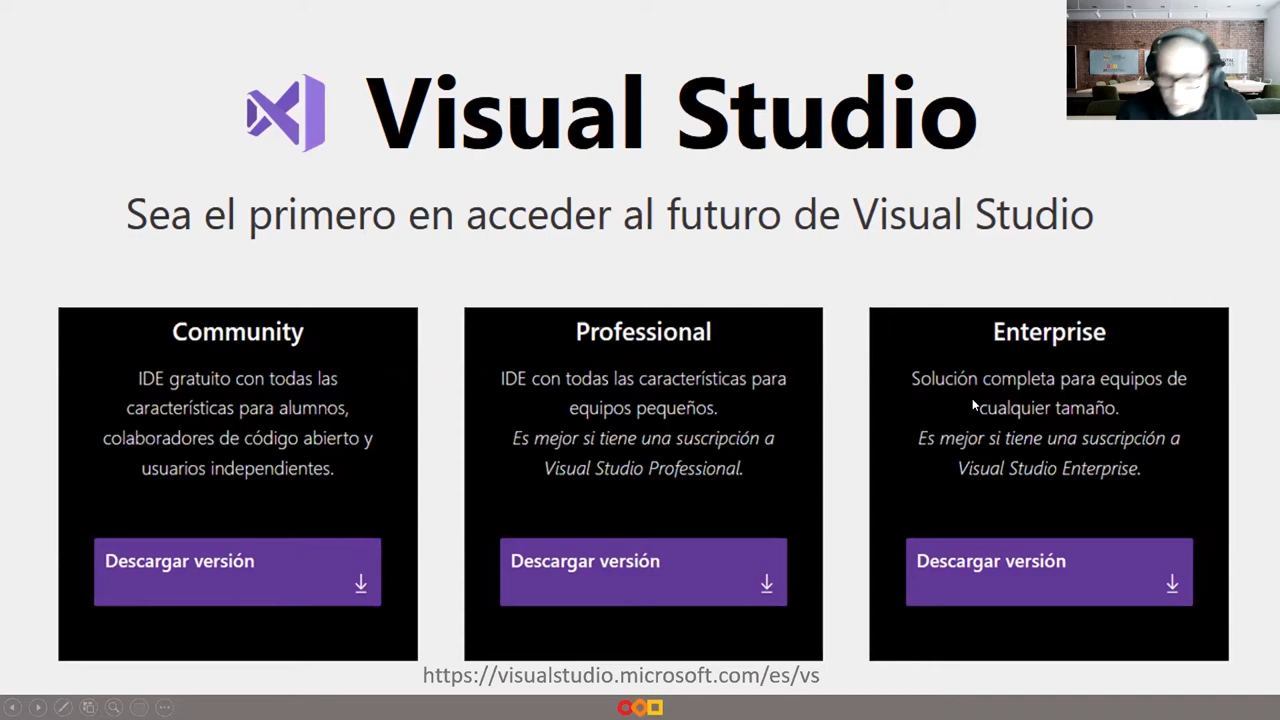 Visual Studio
Sea el primero en acceder al futuro de Visual Studio
Community
IDE gratuito con todas las
características para alumnos,
colaboradores de código abierto y
usuarios independientes.
Descargar versión
Professional
IDE con todas las características para
equipos pequeños.
Es mejor si tiene una suscripción a
Visual Studio Professional.
Descargar versión
Enterprise
Solución completa para equipos de
cualquier tamaño.
Es mejor si tiene una suscripción a
Visual Studio Enterprise.
Descargar versión
https://visualstudio.microsoft.com/es/vs